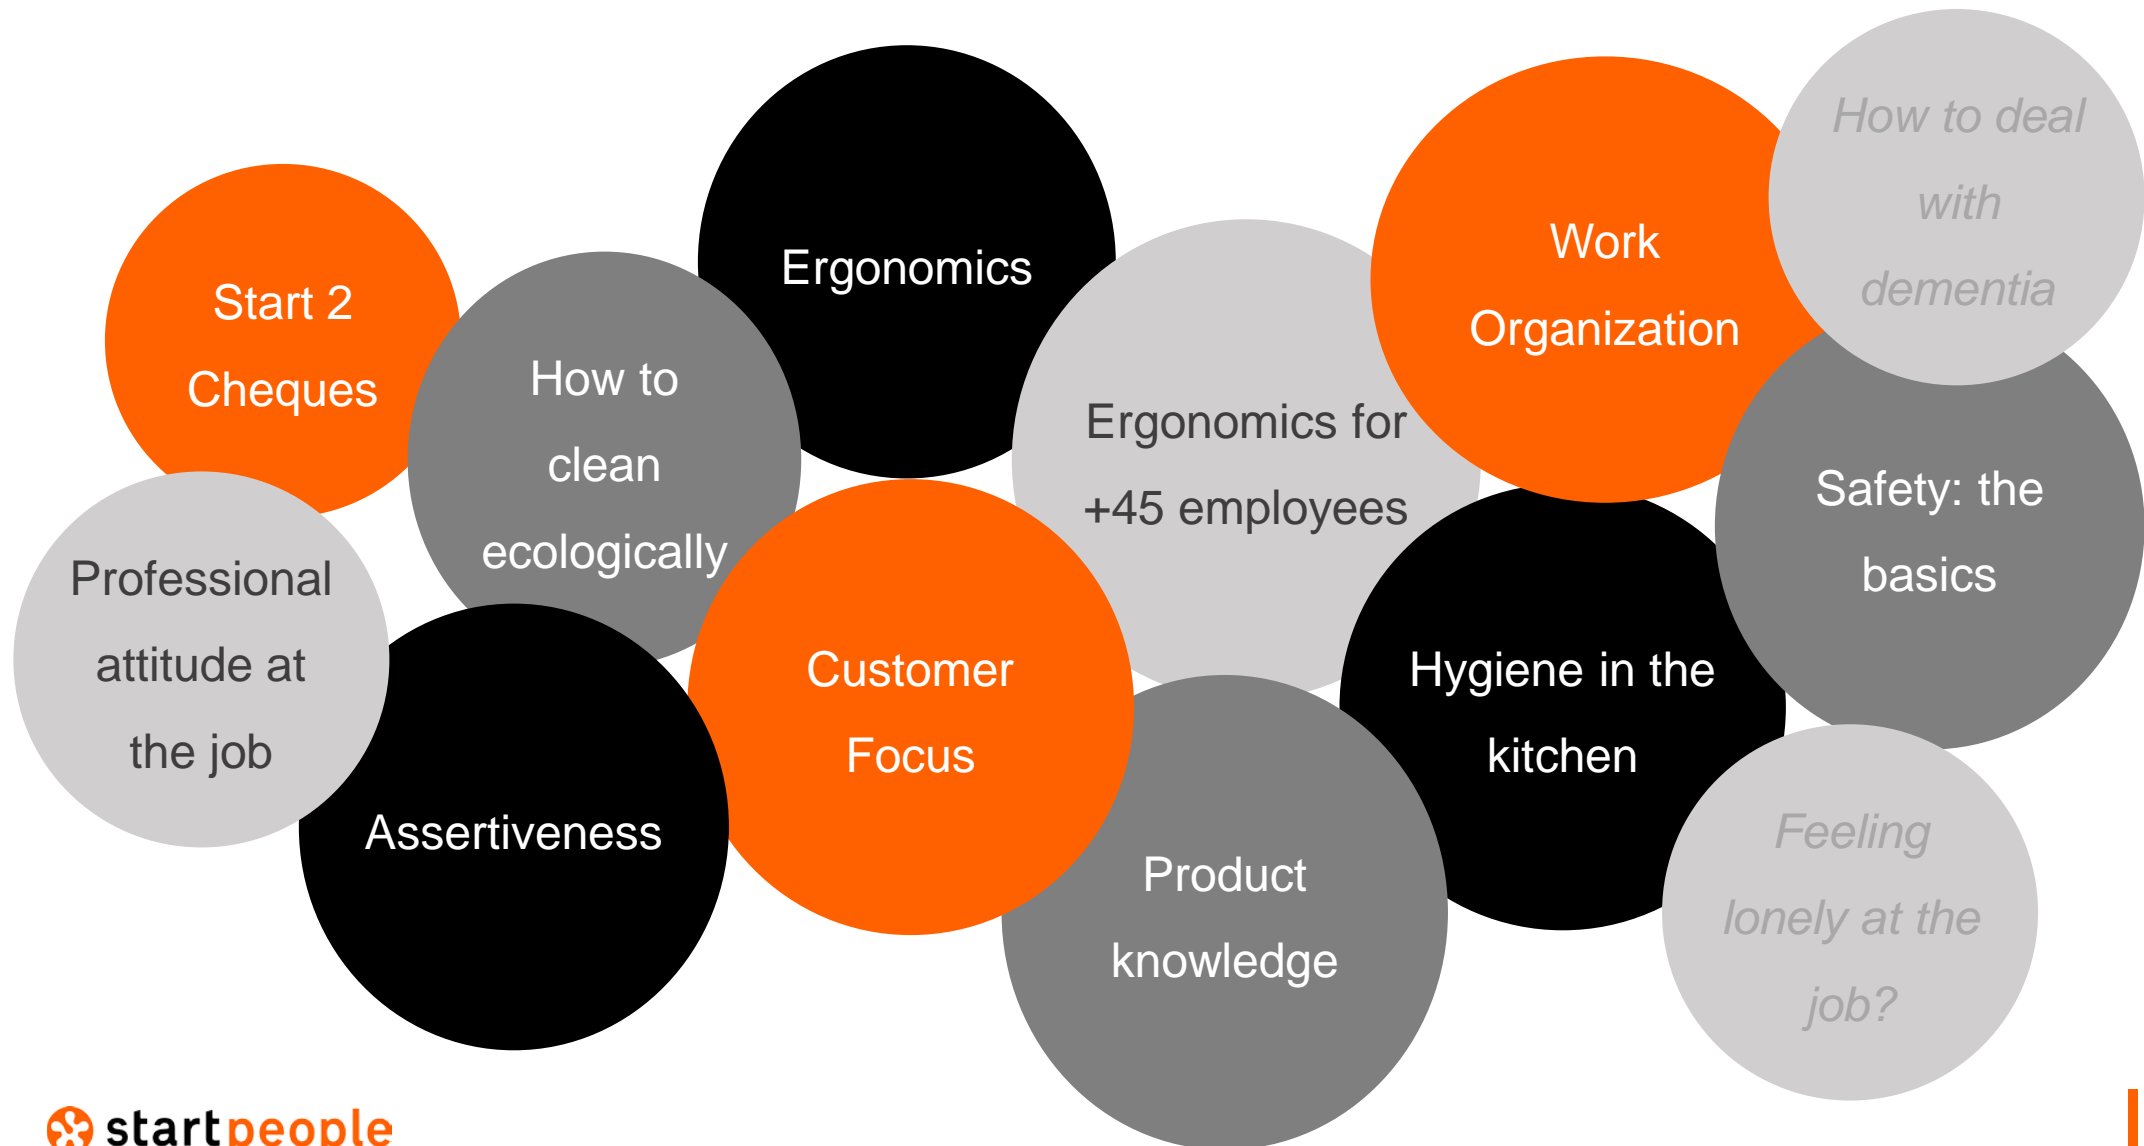 Start 2
Cheques
How to
clean
ecologically
Ergonomics
Ergonomics for
+45 employees
Work
Organization
How to deal
with
dementia
Safety: the
basics
Professional
attitude at
the job
Assertiveness
Customer
Focus
Product
knowledge
Hygiene in the
kitchen
Feeling
lonely at the
job?
startpeople